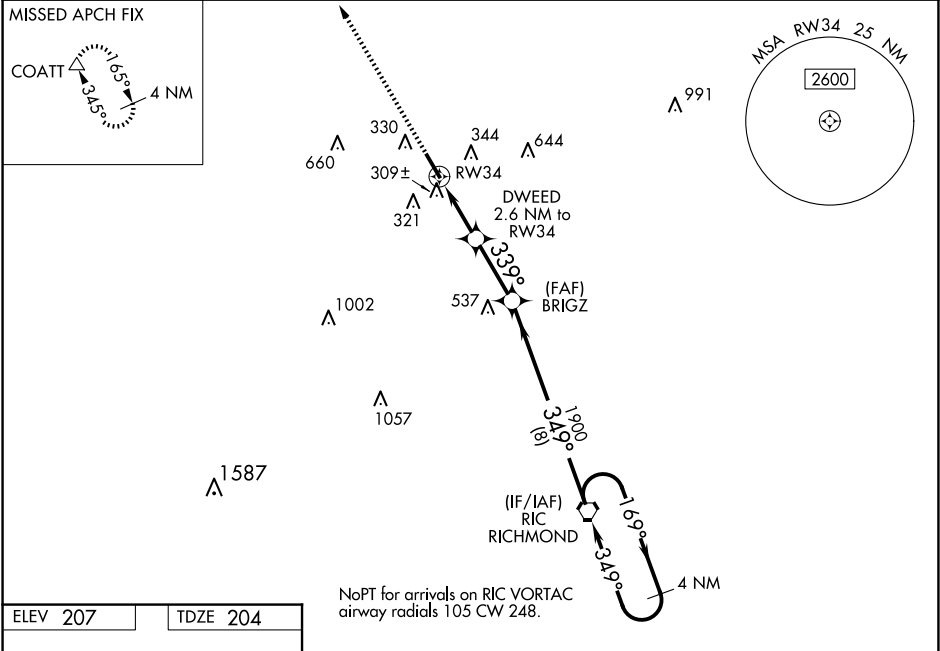 MISSED APCH FIX
COATT
165°
345°
4 NM
MSA RW34 25 NM
2600
991
330
344
644
660
309±
RW34
321
DWEED
2.6 NM to
RW34
339°
(FAF)
BRIGZ
537
1002
1057
1900
349°
(8)
1587
(IF/IAF)
RIC
RICHMOND
169°
349°
4 NM
NoPT for arrivals on RIC VORTAC
airway radials 105 CW 248.
ELEV 207
TDZE 204